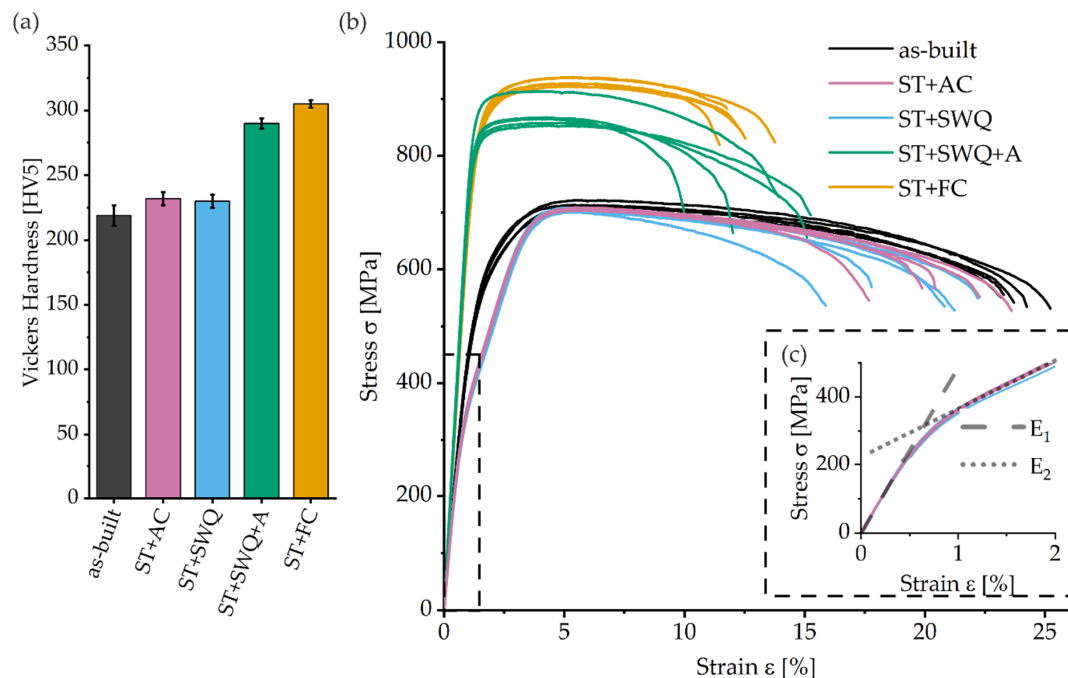 (a)
Vickers Hardness [HV5]
350
300
250
200
150
100
50
0
as-built
ST+AC
ST+SWQ
ST+SWQ+A
ST+FC
(b)
Stress σ [MPa]
1000
800
600
400
200
0
0 5 10 15 20 25
Strain ε [%]
as-built
ST+AC
ST+SWQ
ST+SWQ+A
ST+FC
(c)
Stress σ [MPa]
400
200
0
0 1 2
Strain ε [%]
E₁
E₂